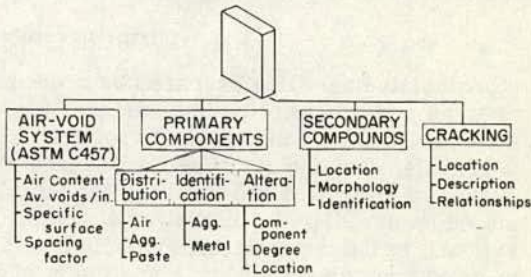 AIR-VOID
SYSTEM
(ASTM C457)
Air Content
Av. voids/in.
Specific
surface
Spacing
factor
PRIMARY
COMPONENTS
Distri-
bution
Air
Agg.
Paste
Identifi-
cation
Agg.
Metal
Altera-
tion
Com-
ponent
Degree
Location
SECONDARY
COMPOUNDS
Location
Morphology
Identification
CRACKING
Location
Description
Relationships